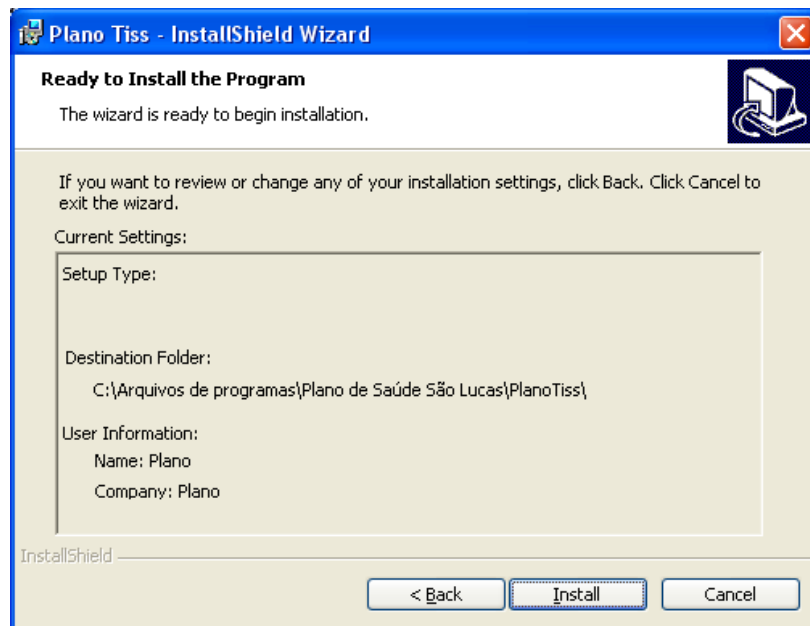 Plano Tiss - InstallShield Wizard
Ready to Install the Program
The wizard is ready to begin installation.
If you want to review or change any of your installation settings, click Back. Click Cancel to
exit the wizard.
Current Settings:
Setup Type:
Destination Folder:
C:\Arquivos de programas\Plano de Saúde São Lucas\PlanoTiss\
User Information:
Name: Plano
Company: Plano
InstallShield
< Back
Install
Cancel